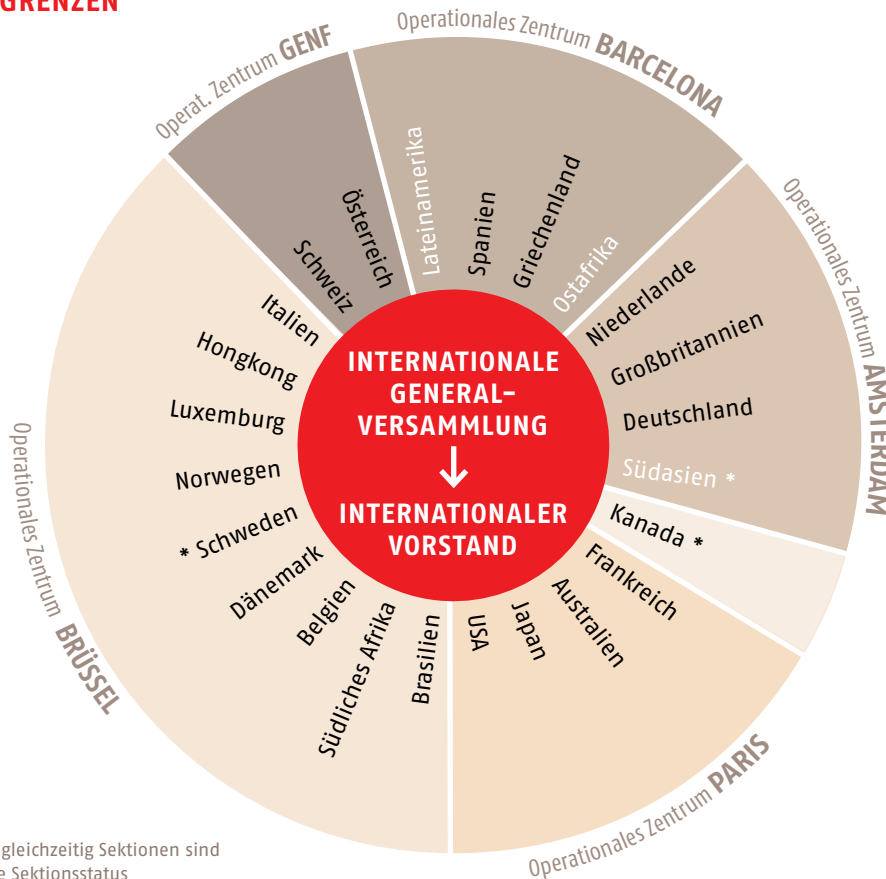 GRENZEN
Operat. Zentrum GENF
Operationales Zentrum BARCELONA
Operationales Zentrum AMSTERDAM
Operationales Zentrum PARIS
Operationales Zentrum BRÜSSEL
Schweiz
Österreich
Lateinamerika
Spanien
Griechenland
Ostafrika
Niederlande
Großbritannien
Deutschland
Südasien *
Kanada *
Frankreich
Australien
Japan
USA
Brasilien
Südliches Afrika
Belgien
Dänemark
* Schweden
Norwegen
Luxemburg
Hongkong
Italien
INTERNATIONALE
GENERAL-
VERSAMMLUNG
↓
INTERNATIONALER
VORSTAND
gleichzeitig Sektionen sind
e Sektionsstatus